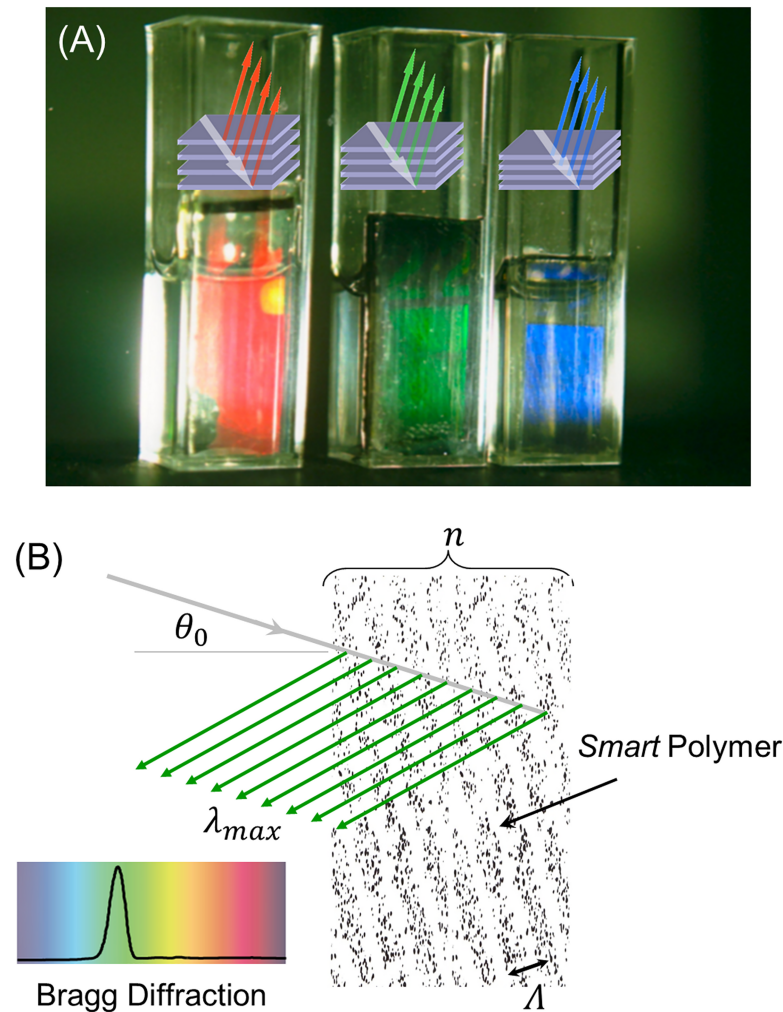 (A)
(B)
n
θ₀
Smart Polymer
λₘₐₓ
Bragg Diffraction
Λ